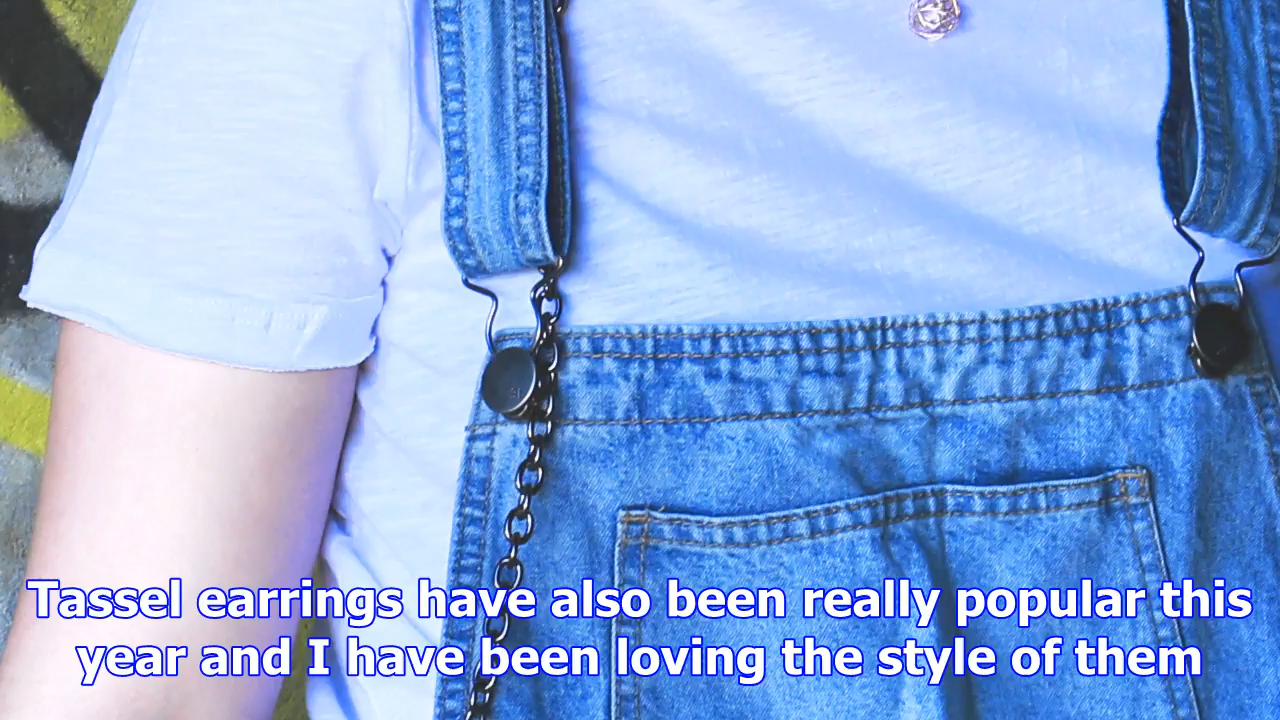 Tassel earrings have also been really popular this
year and I have been loving the style of them